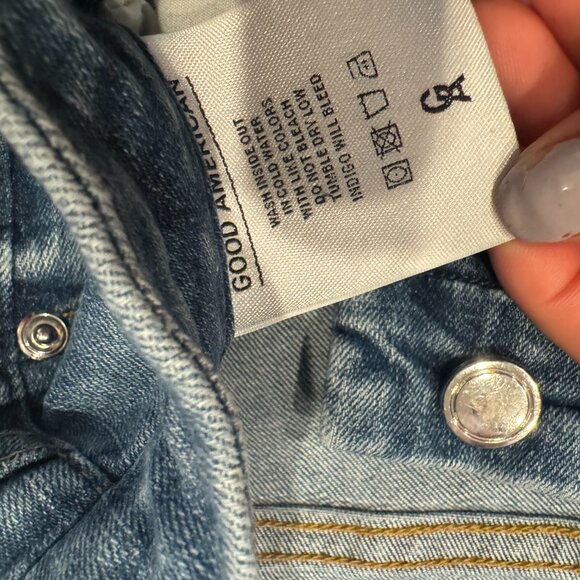 GOOD AMERICAN
WASH INSIDE OUT
IN COLD WATER
WITH LIKE COLORS
DO NOT BLEACH
TUMBLE DRY LOW
INDIGO WILL BLEED
GA